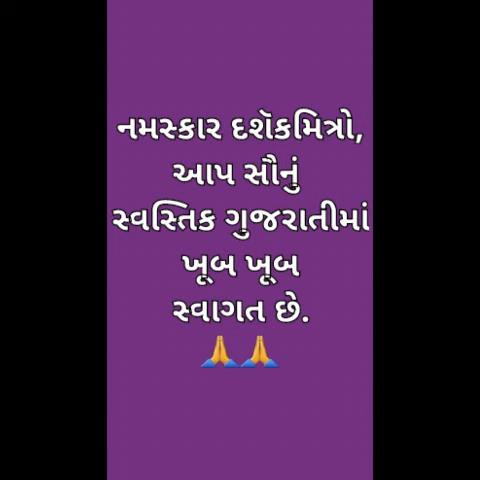 નમસ્કાર દર્શકમિત્રો,
આપ સૌનું
સ્વસ્તિક ગુજરાતીમાં
ખૂબ ખૂબ
સ્વાગત છે.
🙏🙏